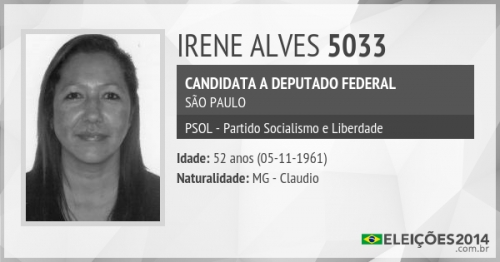 IRENE ALVES 5033
CANDIDATA A DEPUTADO FEDERAL
SÃO PAULO
PSOL - Partido Socialismo e Liberdade
Idade: 52 anos (05-11-1961)
Naturalidade: MG - Claudio
ELEIÇÕES2014
.com.br